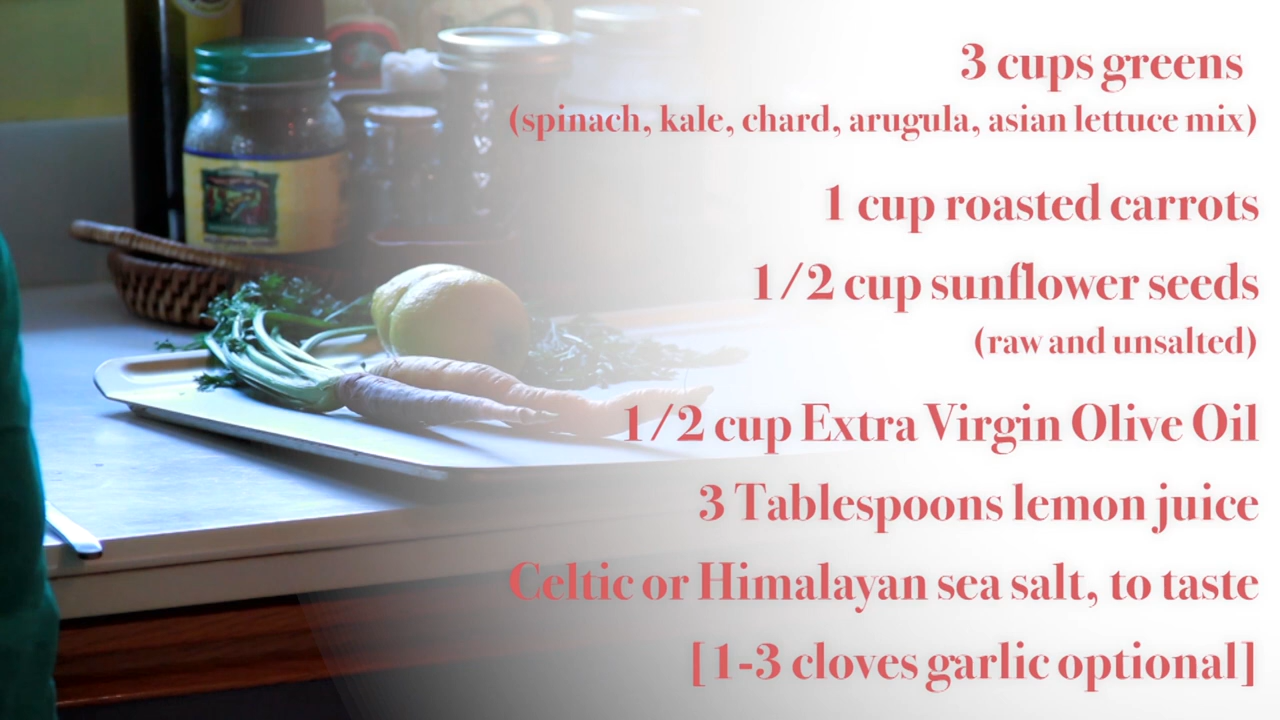 3 cups greens
(spinach, kale, chard, arugula, asian lettuce mix)
1 cup roasted carrots
1/2 cup sunflower seeds
(raw and unsalted)
1/2 cup Extra Virgin Olive Oil
3 Tablespoons lemon juice
Celtic or Himalayan sea salt, to taste
[1-3 cloves garlic optional]